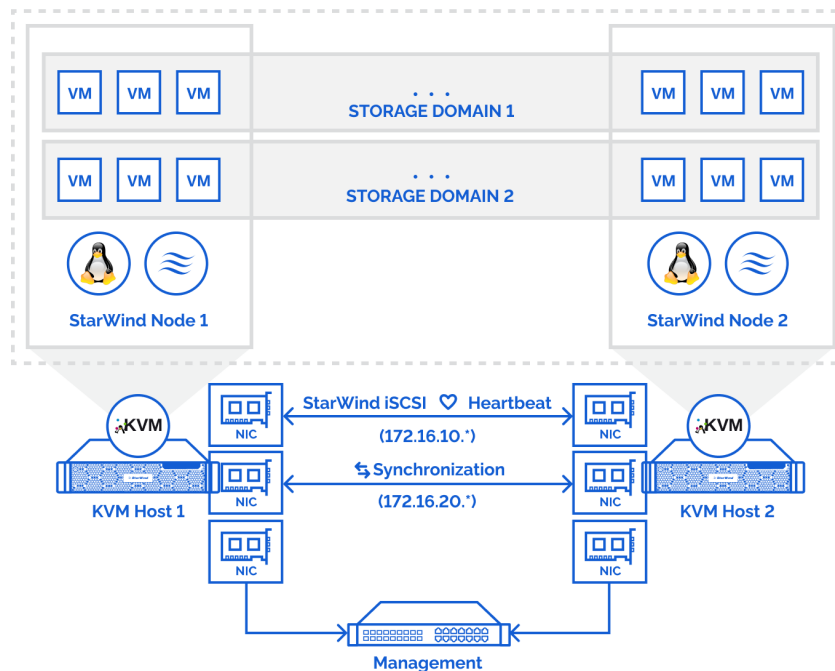 VM VM VM
. . .
STORAGE DOMAIN 1
VM VM VM
VM VM VM
. . .
STORAGE DOMAIN 2
VM VM VM
StarWind Node 1
StarWind Node 2
KVM
KVM
NIC
StarWind iSCSI Heartbeat
(172.16.10.*)
NIC
NIC
Synchronization
(172.16.20.*)
NIC
KVM Host 1
KVM Host 2
NIC
NIC
Management